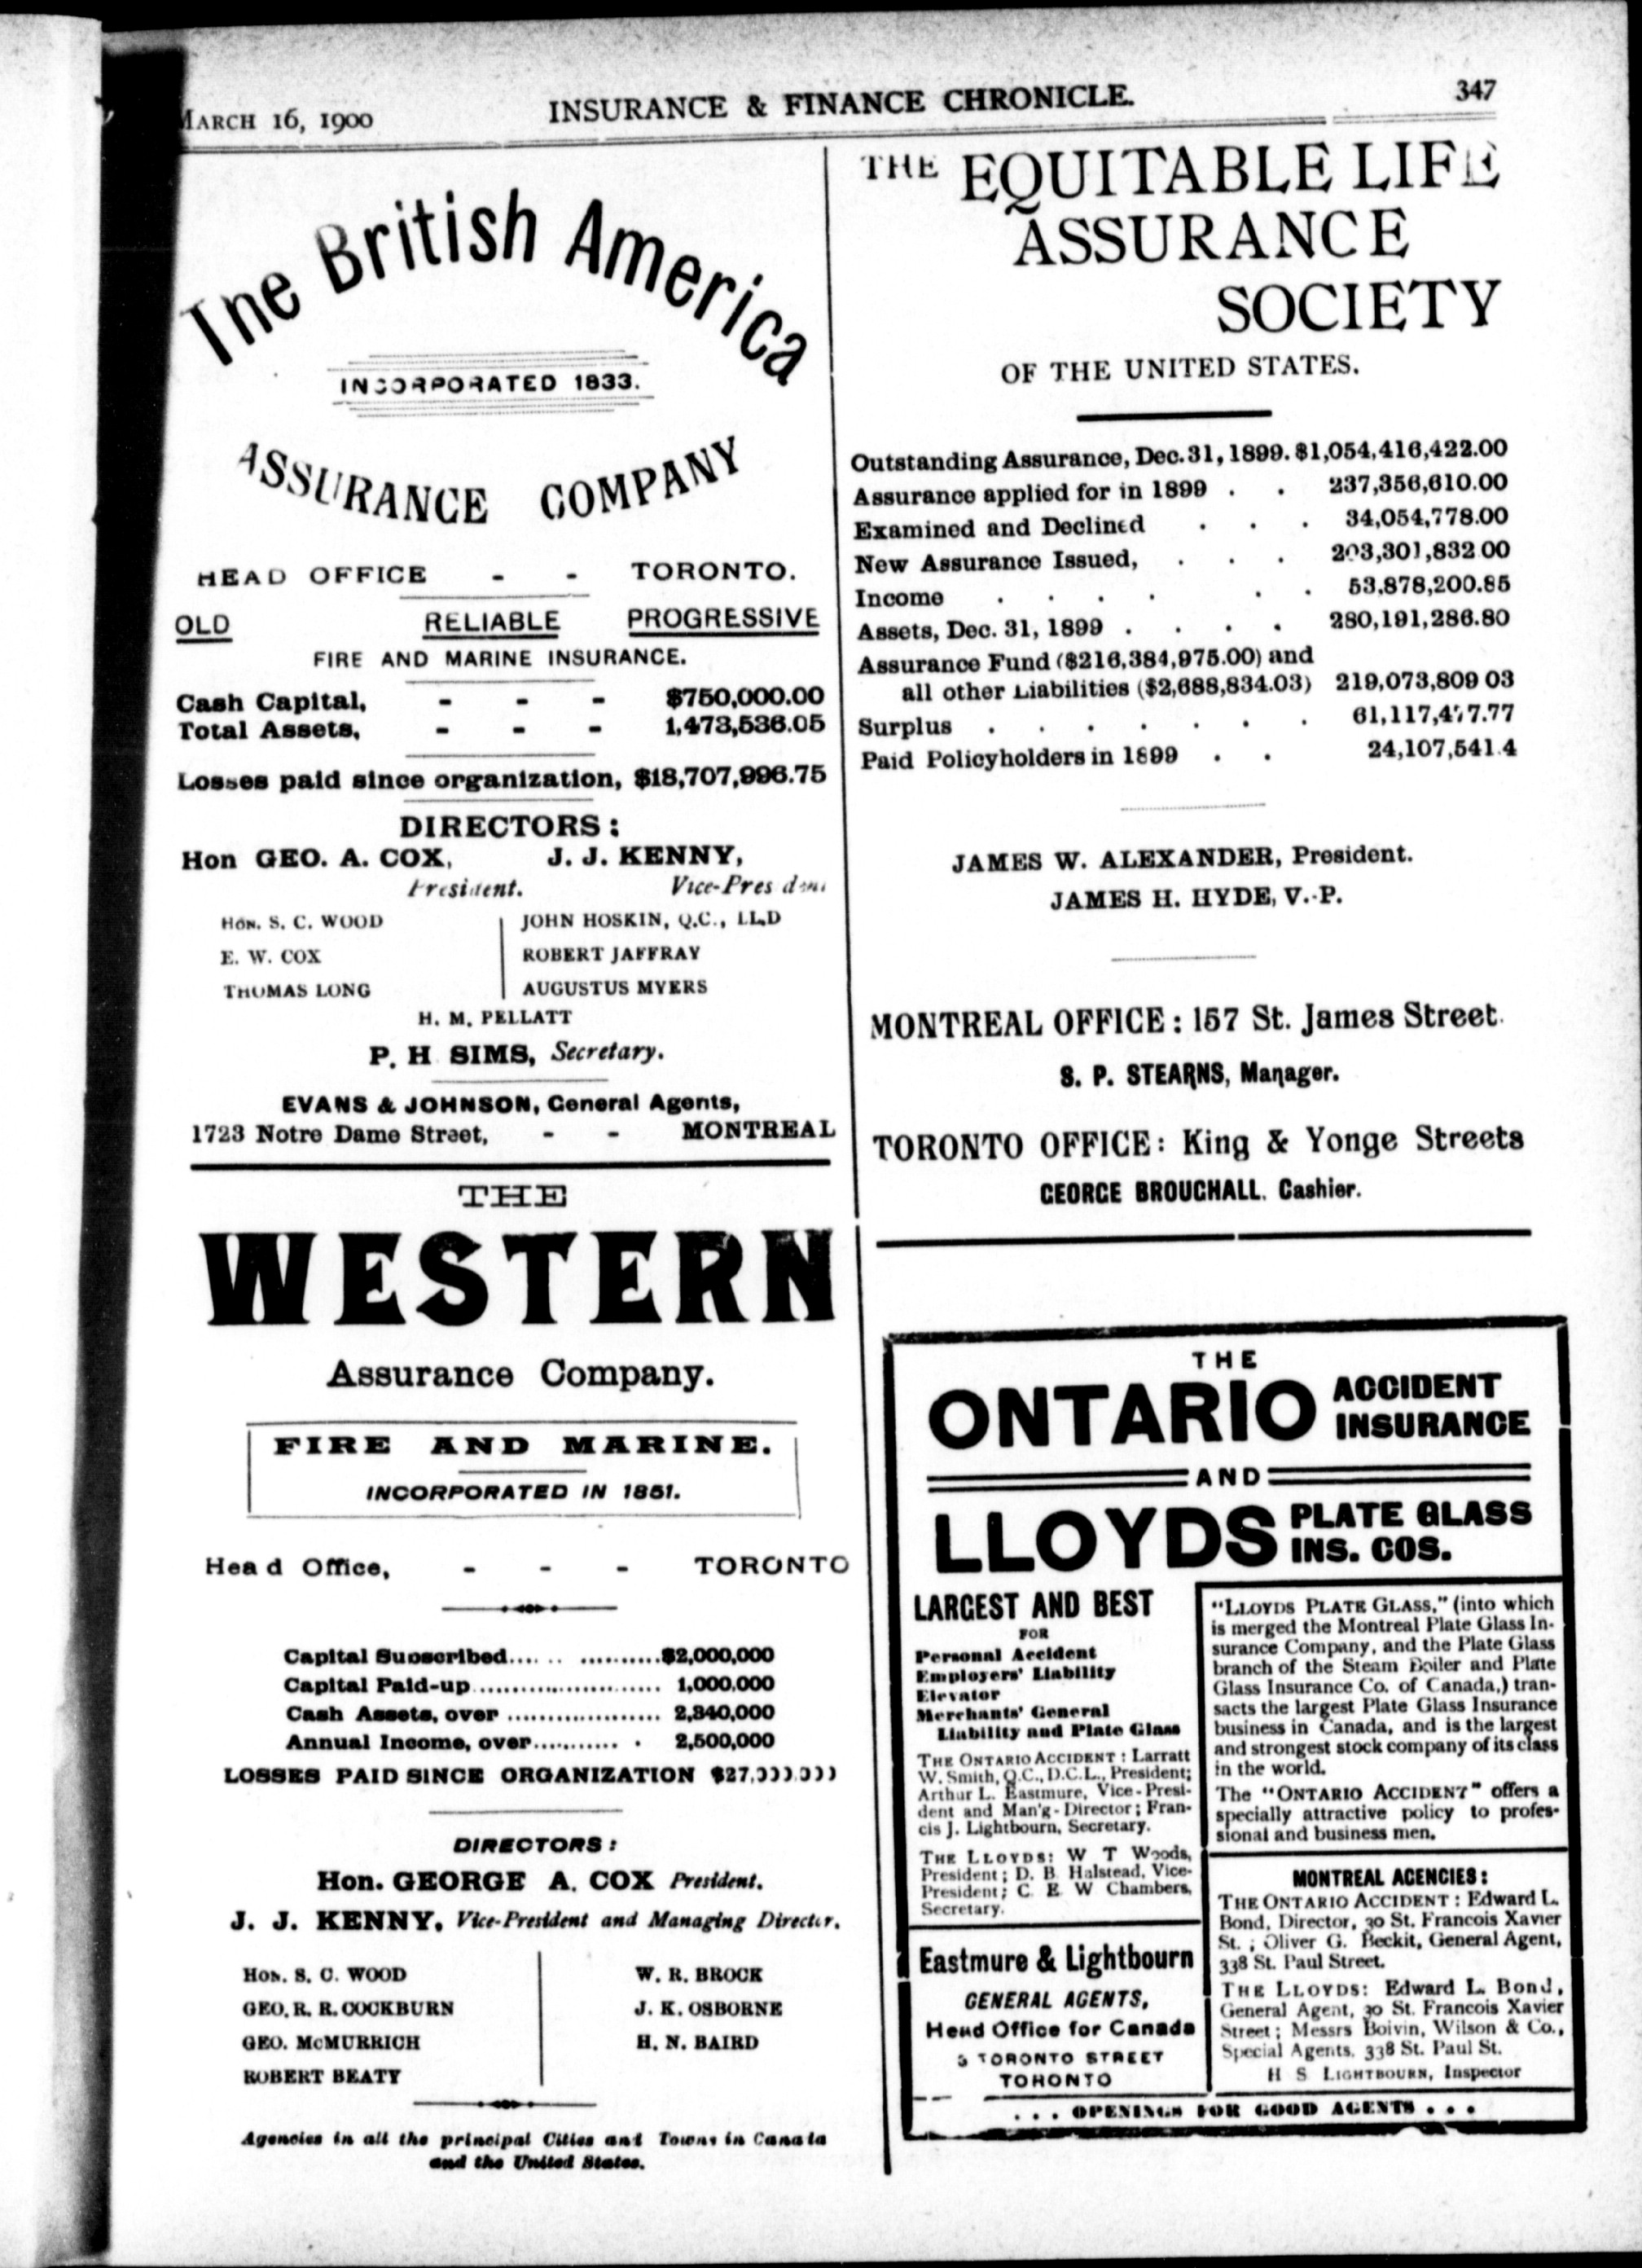 MARCH 16, 1900 INSURANCE & FINANCE CHRONICLE. 347
The British America
INCORPORATED 1833.
ASSURANCE COMPANY
HEAD OFFICE - - TORONTO.
OLD RELIABLE PROGRESSIVE
FIRE AND MARINE INSURANCE.
Cash Capital, - - - $750,000.00
Total Assets, - - - 1,473,536.05
Losses paid since organization, $18,707,996.75
DIRECTORS:
Hon GEO. A. COX, J. J. KENNY,
President. Vice-President
HON. S. C. WOOD JOHN HOSKIN, Q.C., LL.D
E. W. COX ROBERT JAFFRAY
THOMAS LONG AUGUSTUS MYERS
H. M. PELLATT
P. H SIMS, Secretary.
EVANS & JOHNSON, General Agents,
1723 Notre Dame Street, - - MONTREAL
THE
WESTERN
Assurance Company.
FIRE AND MARINE.
INCORPORATED IN 1851.
Head Office, - - - TORONTO
Capital Subscribed.... .. ..........$2,000,000
Capital Paid-up........................ 1,000,000
Cash Assets, over ................... 2,340,000
Annual Income, over........... . 2,500,000
LOSSES PAID SINCE ORGANIZATION $27,000,000
DIRECTORS:
Hon. GEORGE A. COX President.
J. J. KENNY, Vice-President and Managing Director.
HON. S. C. WOOD W. R. BROCK
GEO. R. R. COCKBURN J. K. OSBORNE
GEO. McMURRICH H. N. BAIRD
ROBERT BEATY
Agencies in all the principal Cities and Towns in Canada
and the United States.
THE EQUITABLE LIFE
ASSURANCE
SOCIETY
OF THE UNITED STATES.
Outstanding Assurance, Dec. 31, 1899. $1,054,416,422.00
Assurance applied for in 1899 . . 237,356,610.00
Examined and Declined . . . 34,054,778.00
New Assurance Issued, . . . 203,301,832 00
Income . . . . . . 53,878,200.85
Assets, Dec. 31, 1899 . . . . 280,191,286.80
Assurance Fund ($216,384,975.00) and
all other Liabilities ($2,688,834.03) 219,073,809 03
Surplus . . . . . . . 61,117,477.77
Paid Policyholders in 1899 . . 24,107,541.4
JAMES W. ALEXANDER, President.
JAMES H. HYDE, V.-P.
MONTREAL OFFICE: 157 St. James Street.
S. P. STEARNS, Manager.
TORONTO OFFICE: King & Yonge Streets
GEORGE BROUGHALL. Cashier.
THE
ONTARIO ACCIDENT
INSURANCE
AND
LLOYDS PLATE GLASS
INS. COS.
LARGEST AND BEST
FOR
Personal Accident
Employers' Liability
Elevator
Merchants' General
Liability and Plate Glass
THE ONTARIO ACCIDENT: Larratt
W. Smith, Q.C., D.C.L., President;
Arthur L. Eastmure, Vice-Presi-
dent and Man'g-Director; Fran-
cis J. Lightbourn, Secretary.
THE LLOYDS: W T Woods,
President; D. B Halstead, Vice-
President; C. E W Chambers,
Secretary.
Eastmure & Lightbourn
GENERAL AGENTS,
Head Office for Canada
3 TORONTO STREET
TORONTO
"LLOYDS PLATE GLASS," (into which
is merged the Montreal Plate Glass In-
surance Company, and the Plate Glass
branch of the Steam Boiler and Plate
Glass Insurance Co. of Canada,) tran-
sacts the largest Plate Glass Insurance
business in Canada, and is the largest
and strongest stock company of its class
in the world.
The "ONTARIO ACCIDENT" offers a
specially attractive policy to profes-
sional and business men.
MONTREAL AGENCIES:
THE ONTARIO ACCIDENT: Edward L.
Bond, Director, 30 St. Francois Xavier
St.; Oliver G. Beckit, General Agent,
338 St. Paul Street.
THE LLOYDS: Edward L. Bond,
General Agent, 30 St. Francois Xavier
Street; Messrs Boivin, Wilson & Co.,
Special Agents. 338 St. Paul St.
H S LIGHTBOURN, Inspector
. . . OPENINGS FOR GOOD AGENTS . . .